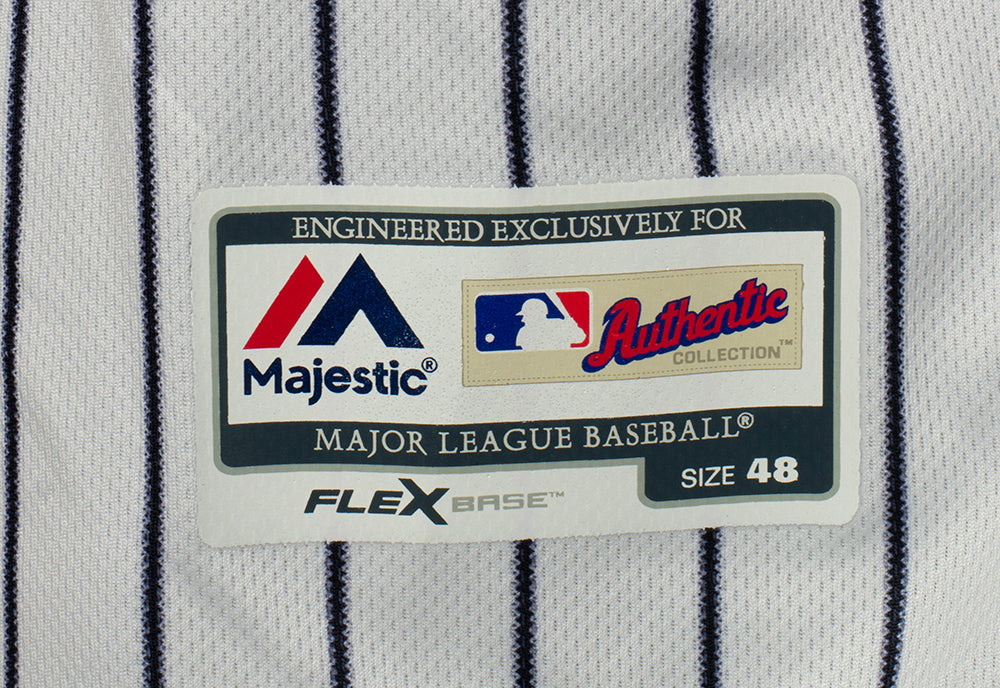 ENGINEERED EXCLUSIVELY FOR
Majestic®
Authentic
COLLECTION™
MAJOR LEAGUE BASEBALL®
SIZE 48
FLEXBASE™